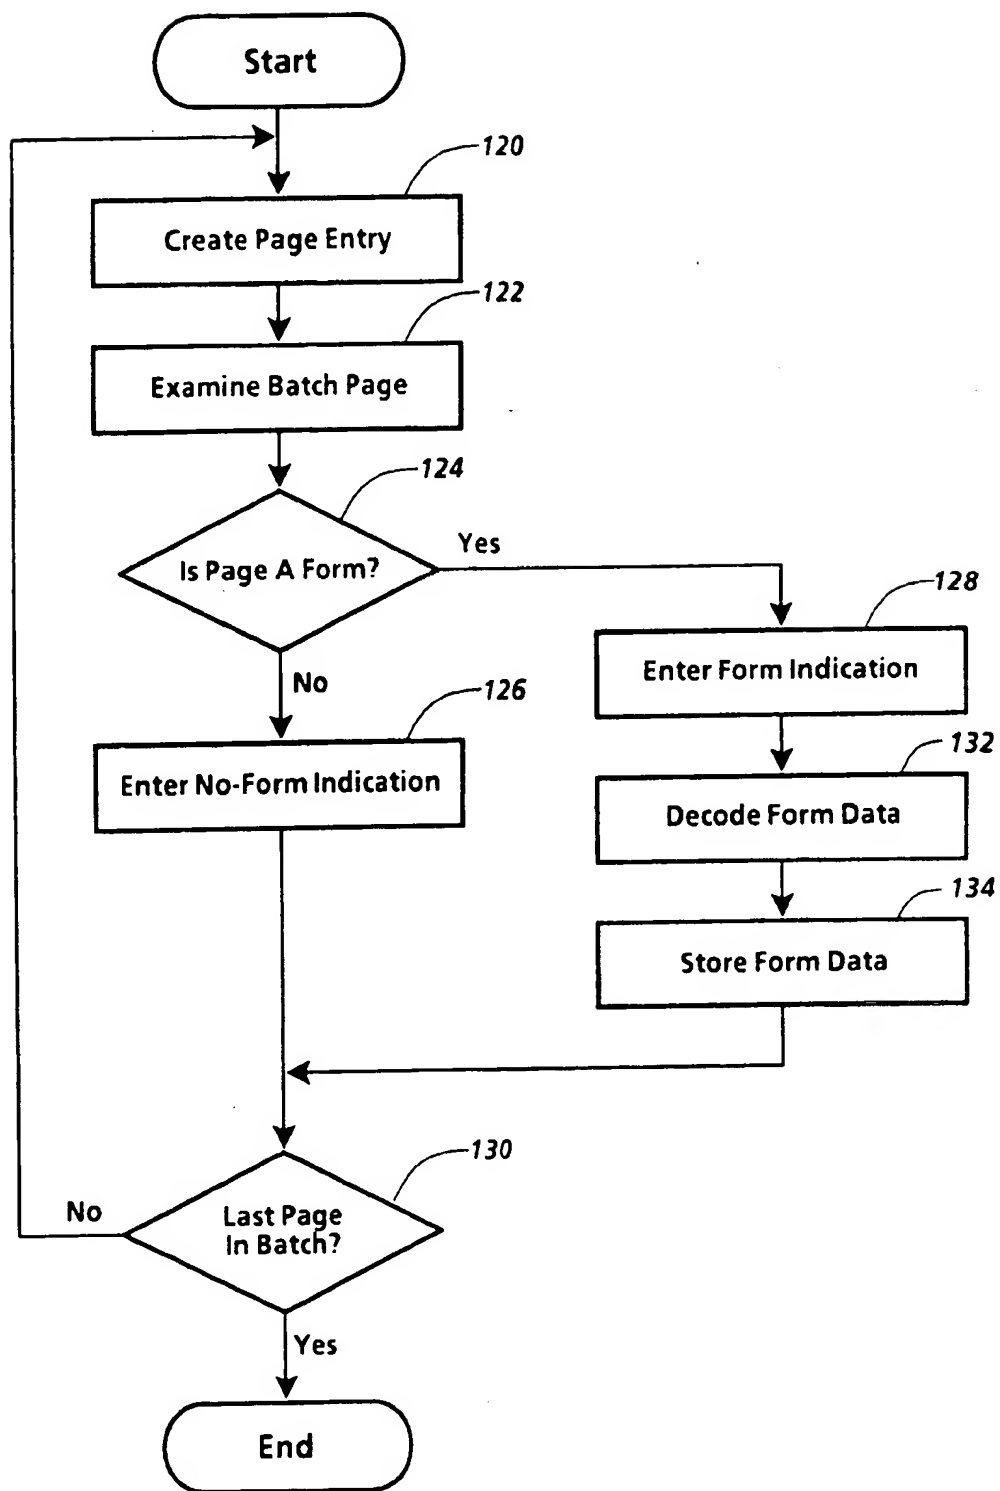 Start
120
Create Page Entry
122
Examine Batch Page
124
Is Page A Form?
Yes
128
Enter Form Indication
No
126
Enter No-Form Indication
132
Decode Form Data
134
Store Form Data
130
Last Page
In Batch?
No
Yes
End